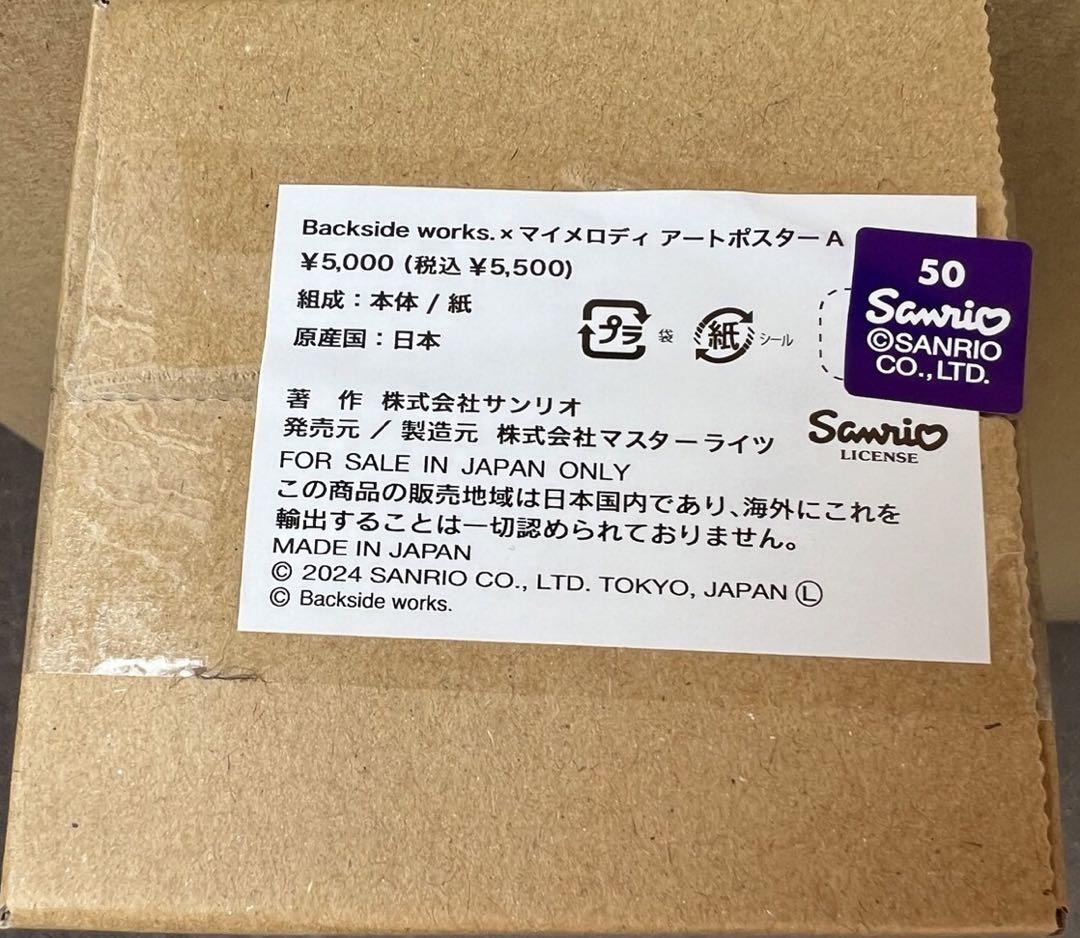 Backside works.×マイメロディ アートポスター A
¥5,000 (税込 ¥5,500)
組成：本体 / 紙
原産国：日本
プラ 袋 紙 シール
50
Sanrio
©SANRIO
CO.,LTD.
著 作 株式会社サンリオ
発売元 / 製造元 株式会社マスターライツ
Sanrio
LICENSE
FOR SALE IN JAPAN ONLY
この商品の販売地域は日本国内であり、海外にこれを
輸出することは一切認められておりません。
MADE IN JAPAN
© 2024 SANRIO CO., LTD. TOKYO, JAPAN Ⓛ
© Backside works.